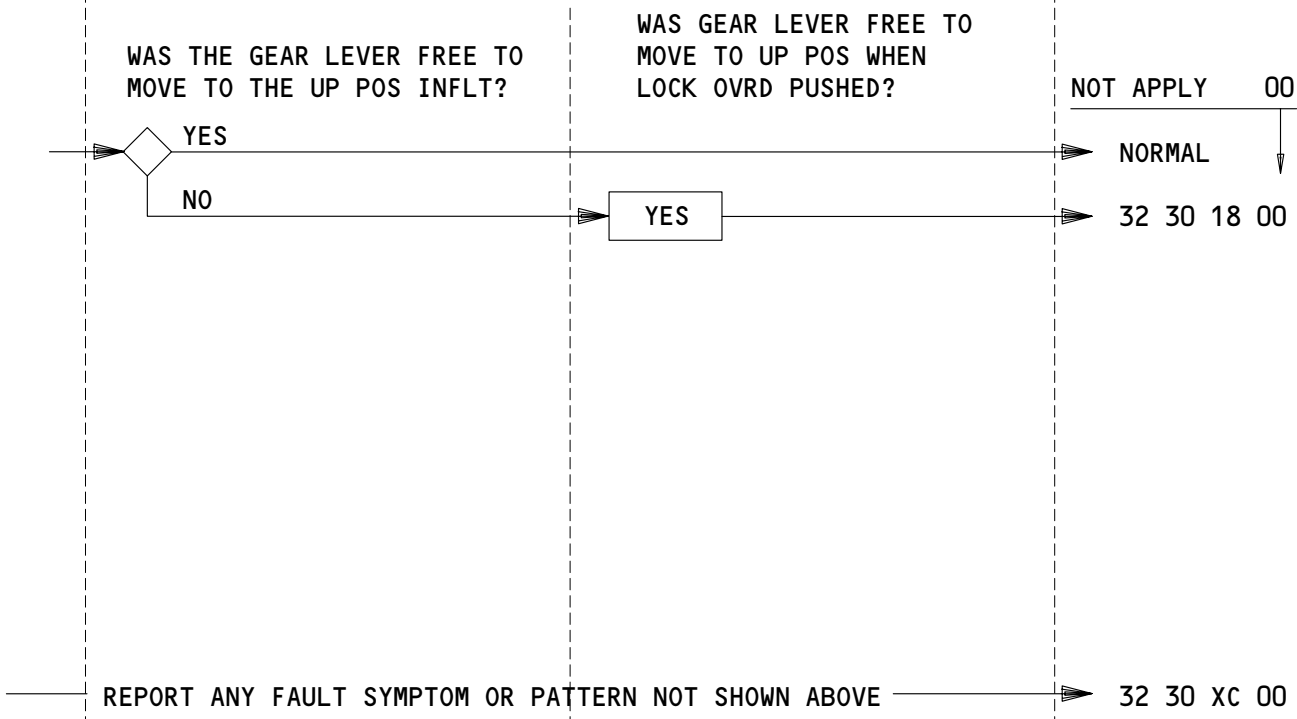 WAS THE GEAR LEVER FREE TO
MOVE TO THE UP POS INFLT?
WAS GEAR LEVER FREE TO
MOVE TO UP POS WHEN
LOCK OVRD PUSHED?
NOT APPLY 00
YES
NORMAL
NO
YES
32 30 18 00
REPORT ANY FAULT SYMPTOM OR PATTERN NOT SHOWN ABOVE
32 30 XC 00